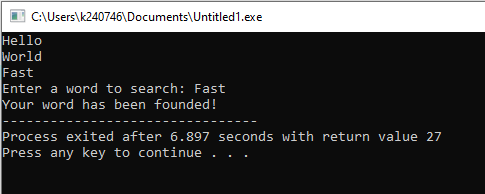 C:\Users\k240746\Documents\Untitled1.exe
Hello
World
Fast
Enter a word to search: Fast
Your word has been founded!
--------------------------------
Process exited after 6.897 seconds with return value 27
Press any key to continue . . .